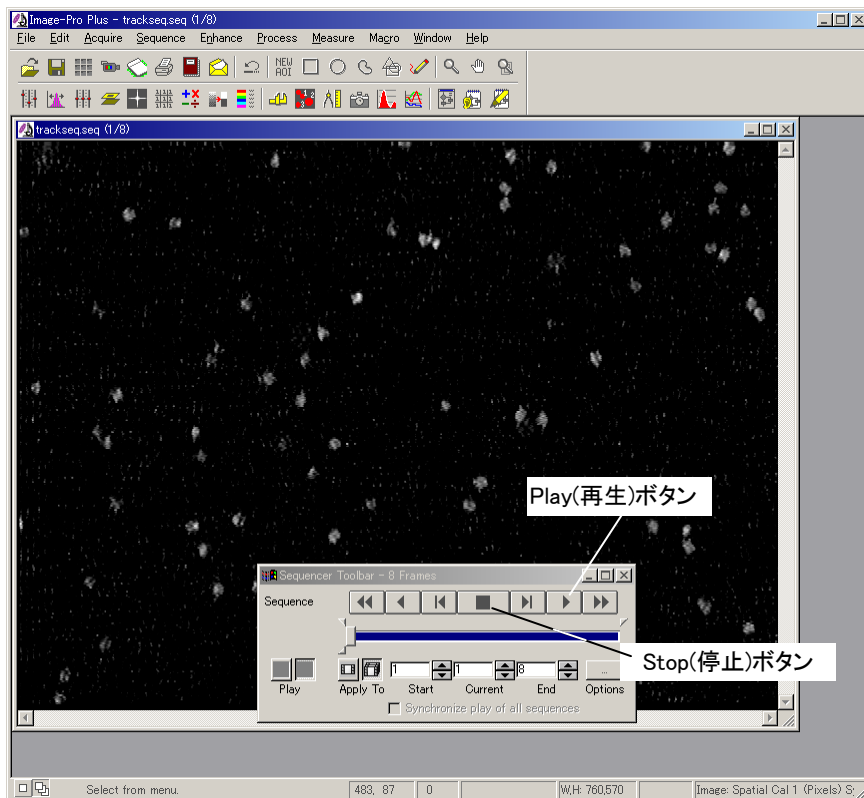 Image-Pro Plus - trackseq.seq (1/8)
File Edit Acquire Sequence Enhance Process Measure Macro Window Help
NEW
AOI
trackseq.seq (1/8)
Play(再生)ボタン
Sequencer Toolbar - 8 Frames
Sequence
Stop(停止)ボタン
1 1 8 ...
Play Apply To Start Current End Options
Synchronize play of all sequences
Select from menu. 483, 87 0 W,H: 760,570 Image: Spatial Cal 1 (Pixels) S: